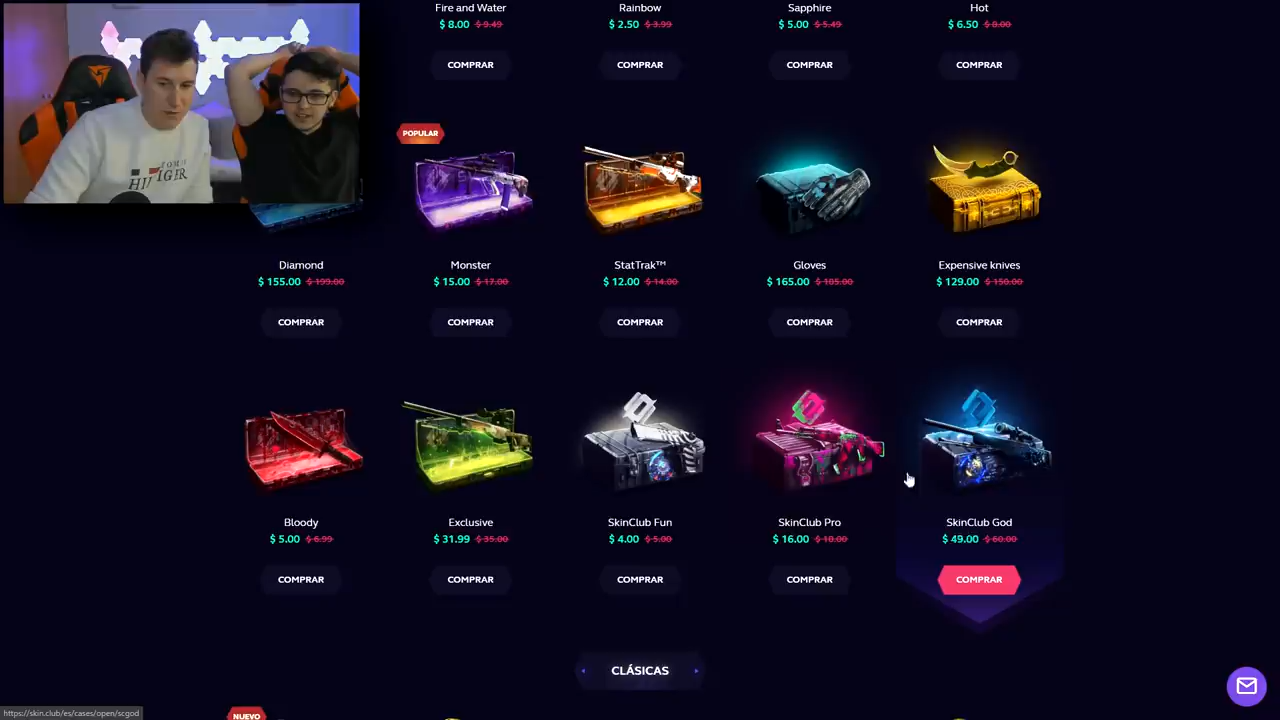 Fire and Water
Rainbow
Sapphire
Hot
$ 8.00 $ 9.49
$ 2.50 $ 3.99
$ 5.00 $ 5.49
$ 6.50 $ 8.00
COMPRAR
COMPRAR
COMPRAR
COMPRAR
HILFIGER
POPULAR
Diamond
Monster
StatTrak™
Gloves
Expensive knives
$ 155.00 $ 199.00
$ 15.00 $ 17.00
$ 12.00 $ 14.00
$ 165.00 $ 185.00
$ 129.00 $ 150.00
COMPRAR
COMPRAR
COMPRAR
COMPRAR
COMPRAR
Bloody
Exclusive
SkinClub Fun
SkinClub Pro
SkinClub God
$ 5.00 $ 6.99
$ 31.99 $ 35.00
$ 4.00 $ 5.00
$ 16.00 $ 18.00
$ 49.00 $ 60.00
COMPRAR
COMPRAR
COMPRAR
COMPRAR
COMPRAR
CLÁSICAS
https://skin.club/es/cases/open/scgod
NUEVO